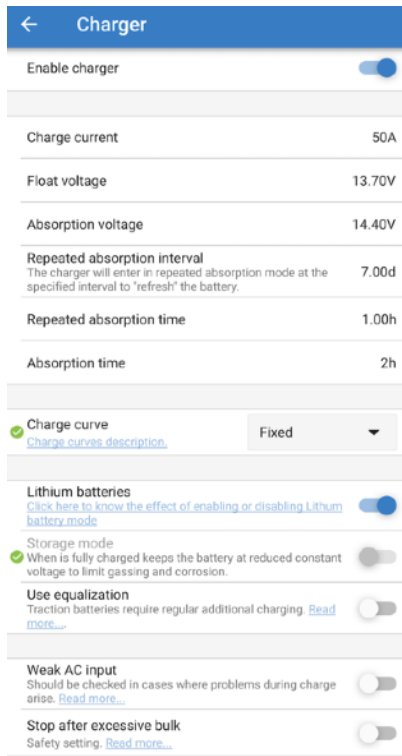 Charger
Enable charger
Charge current 50A
Float voltage 13.70V
Absorption voltage 14.40V
Repeated absorption interval
The charger will enter in repeated absorption mode at the
specified interval to "refresh" the battery.
7.00d
Repeated absorption time 1.00h
Absorption time 2h
Charge curve
Charge curves description.
Fixed
Lithium batteries
Click here to know the effect of enabling or disabling Lithum
battery mode
Storage mode
When is fully charged keeps the battery at reduced constant
voltage to limit gassing and corrosion.
Use equalization
Traction batteries require regular additional charging. Read
more....
Weak AC input
Should be checked in cases where problems during charge
arise. Read more...
Stop after excessive bulk
Safety setting. Read more...